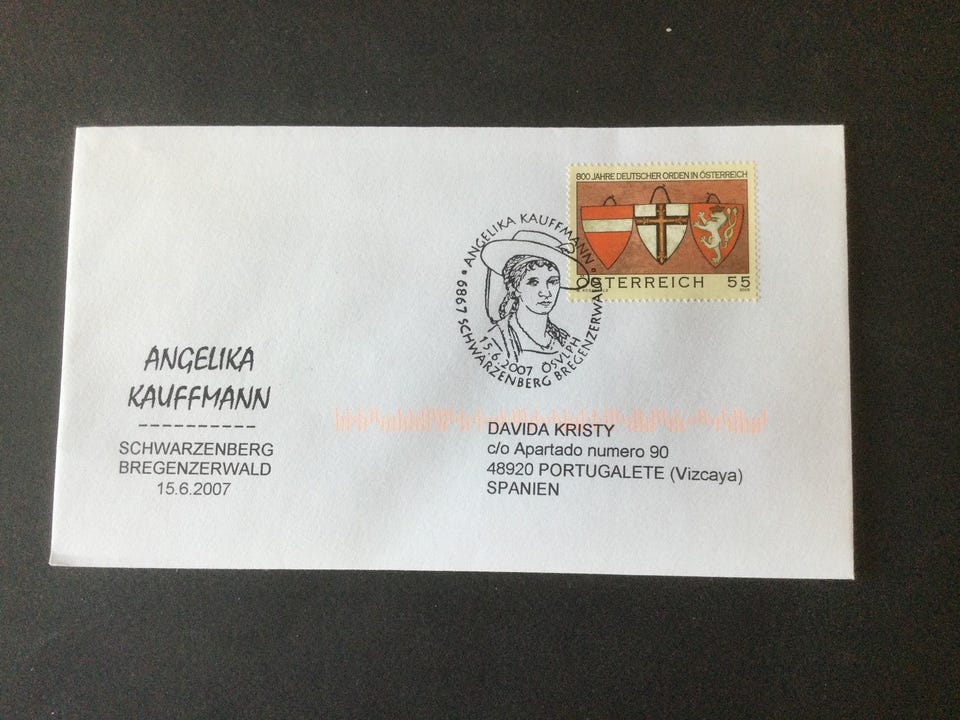 800 JAHRE DEUTSCHER ORDEN IN ÖSTERREICH
ÖSTERREICH 55
ANGELIKA KAUFFMANN
6867 SCHWARZENBERG BREGENZERWALD
15.6.2007 ÖSVLPH
ANGELIKA
KAUFFMANN
----------
SCHWARZENBERG
BREGENZERWALD
15.6.2007
DAVIDA KRISTY
c/o Apartado numero 90
48920 PORTUGALETE (Vizcaya)
SPANIEN